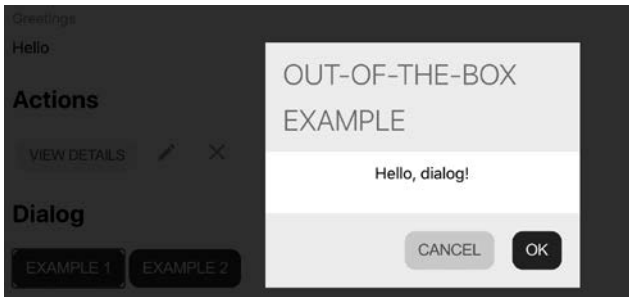 Greetings
Hello
Actions
VIEW DETAILS
Dialog
EXAMPLE 1 EXAMPLE 2
OUT-OF-THE-BOX
EXAMPLE
Hello, dialog!
CANCEL OK